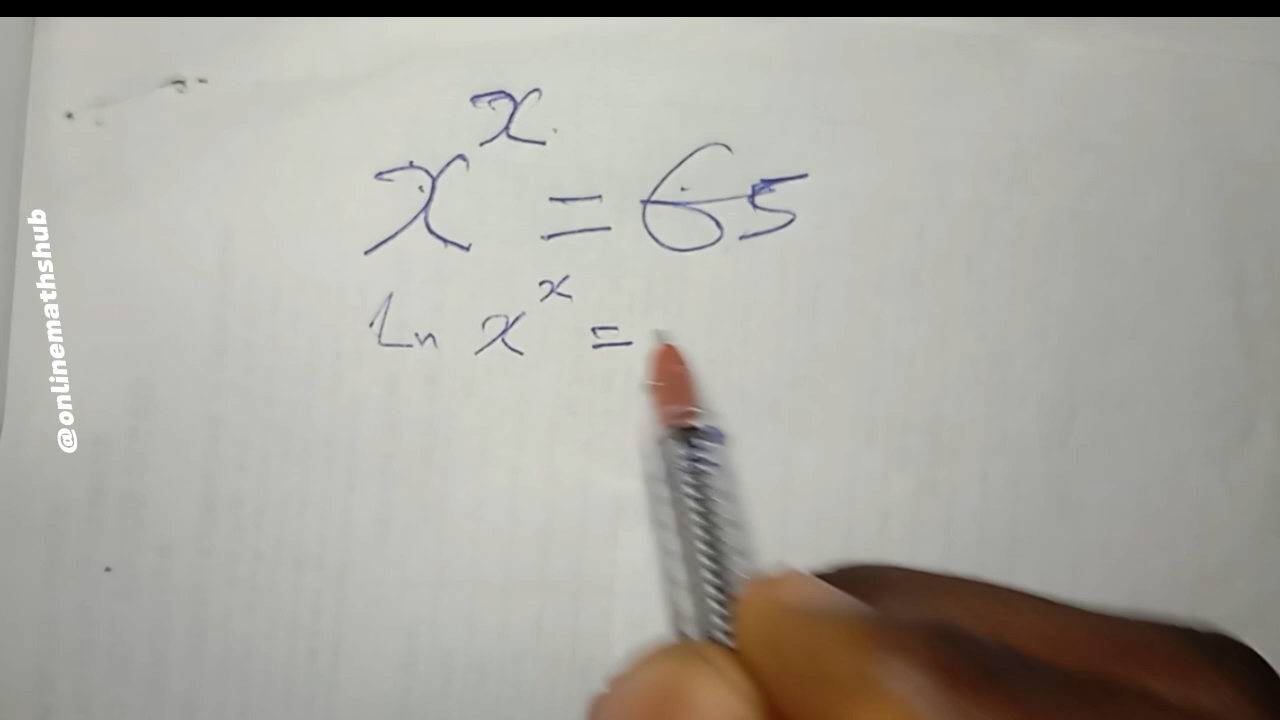 @onlinemathshub
x^x = 65
Ln x^x =